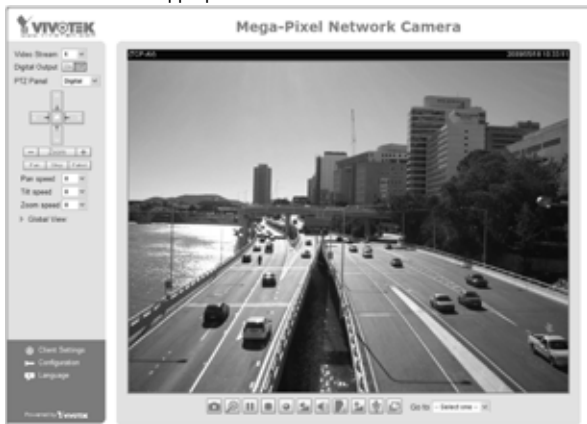 VIVOTEK
Mega-Pixel Network Camera
Video Stream
Digital Output
PTZ Panel Digital
Pan speed
Tilt speed
Zoom speed
Global View
Client Settings
Configuration
Language
Powered by VIVOTEK
Go to - Select one -